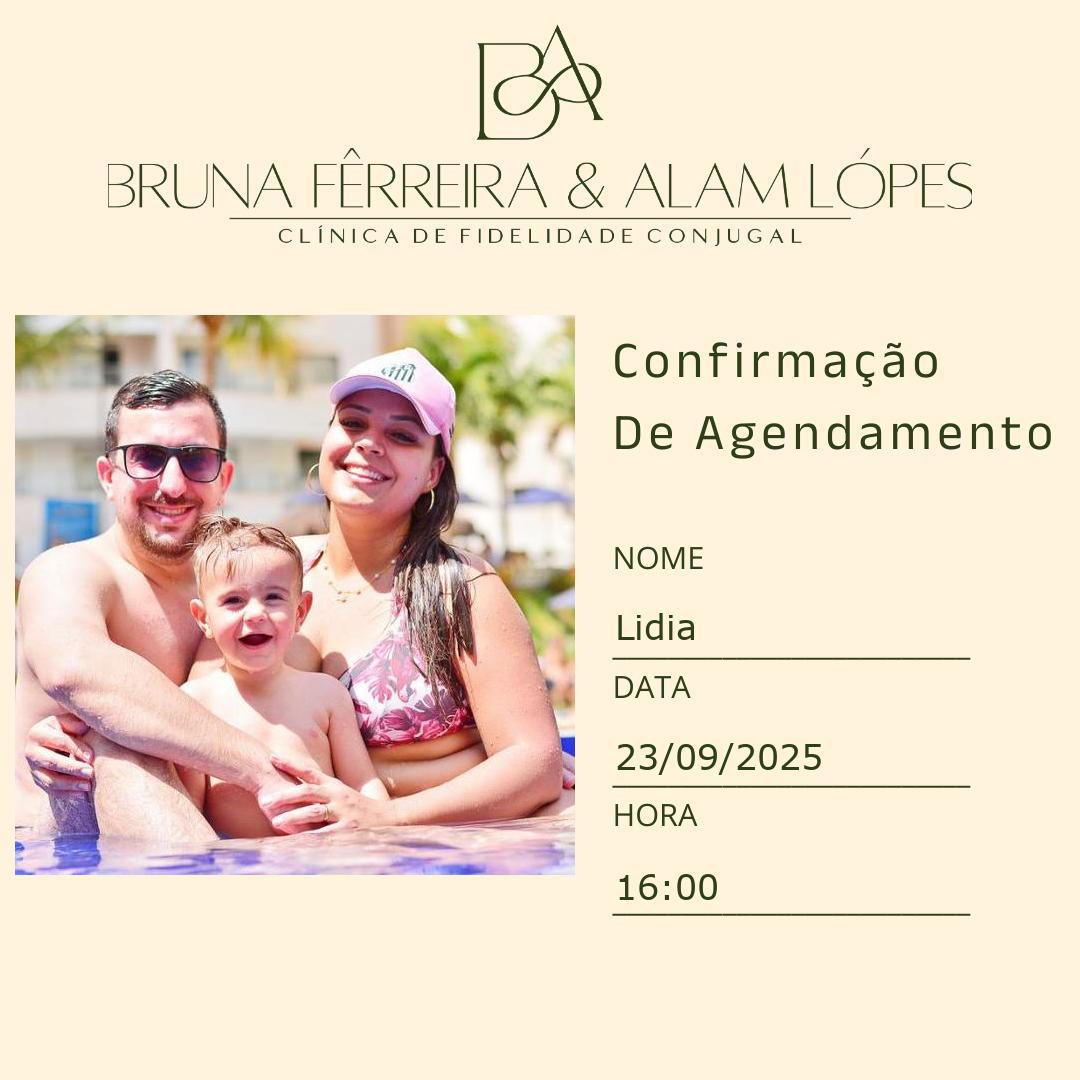 BA
BRUNA FÊRREIRA & ALAM LÓPES
CLÍNICA DE FIDELIDADE CONJUGAL
Confirmação
De Agendamento
NOME
Lidia
DATA
23/09/2025
HORA
16:00